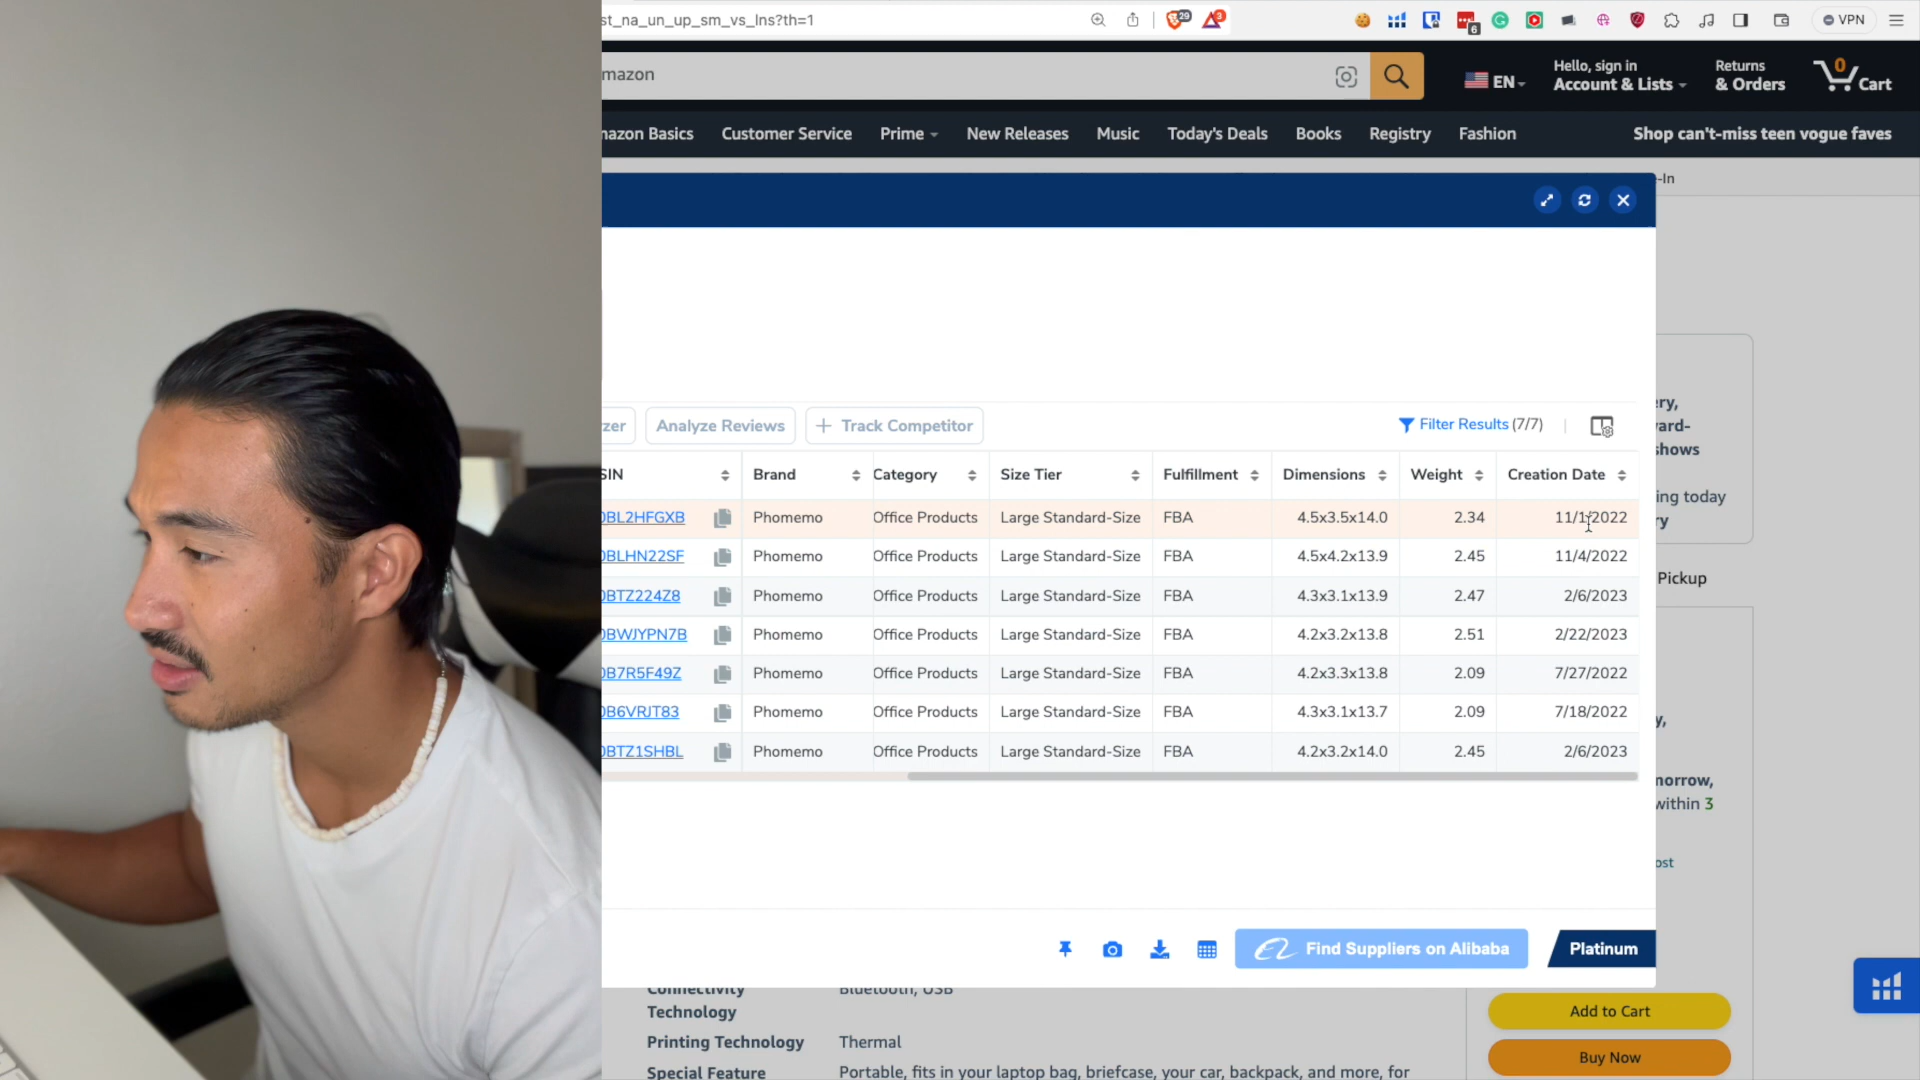 st_na_un_up_sm_vs_lns?th=1
29
3
6
VPN
mazon
EN
Hello, sign in
Account & Lists
Returns
& Orders
0
Cart
mazon Basics
Customer Service
Prime
New Releases
Music
Today's Deals
Books
Registry
Fashion
Shop can't-miss teen vogue faves
-In
zer
Analyze Reviews
+ Track Competitor
Filter Results (7/7)
SIN Brand Category Size Tier Fulfillment Dimensions Weight Creation Date
0BL2HFGXB Phomemo Office Products Large Standard-Size FBA 4.5x3.5x14.0 2.34 11/1/2022
0BLHN22SF Phomemo Office Products Large Standard-Size FBA 4.5x4.2x13.9 2.45 11/4/2022
0BTZ224Z8 Phomemo Office Products Large Standard-Size FBA 4.3x3.1x13.9 2.47 2/6/2023
0BWJYPN7B Phomemo Office Products Large Standard-Size FBA 4.2x3.2x13.8 2.51 2/22/2023
0B7R5F49Z Phomemo Office Products Large Standard-Size FBA 4.2x3.3x13.8 2.09 7/27/2022
0B6VRJT83 Phomemo Office Products Large Standard-Size FBA 4.3x3.1x13.7 2.09 7/18/2022
0BTZ1SHBL Phomemo Office Products Large Standard-Size FBA 4.2x3.2x14.0 2.45 2/6/2023
ery,
vard-
shows
ing today
ry
Pickup
y,
morrow,
within 3
ost
Find Suppliers on Alibaba
Platinum
Connectivity Bluetooth, USB
Technology
Printing Technology Thermal
Special Feature Portable, fits in your laptop bag, briefcase, your car, backpack, and more, for
Add to Cart
Buy Now